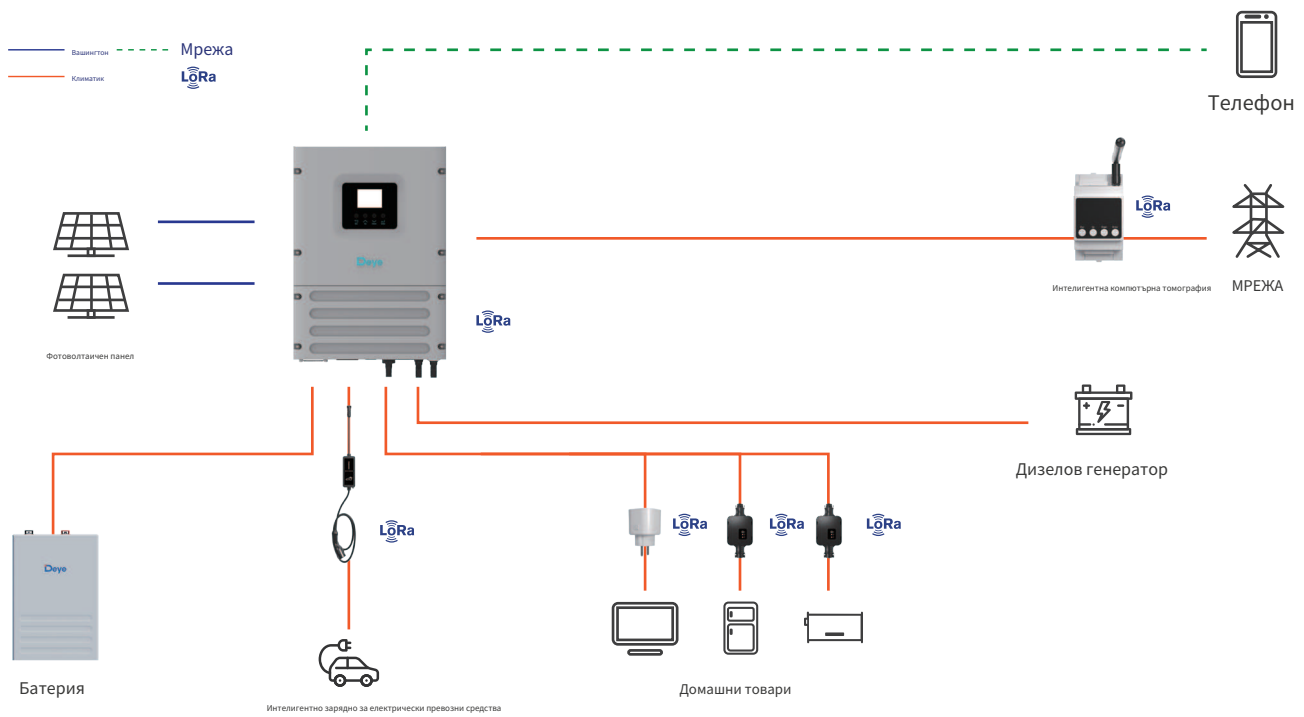 Вашингтон
Мрежа
Климатик
LoRa
Телефон
Deye
LoRa
Интелигентна компютърна томография
МРЕЖА
LoRa
Фотоволтаичен панел
Дизелов генератор
LoRa
LoRa
LoRa
LoRa
Deye
Батерия
Домашни товари
Интелигентно зарядно за електрически превозни средства